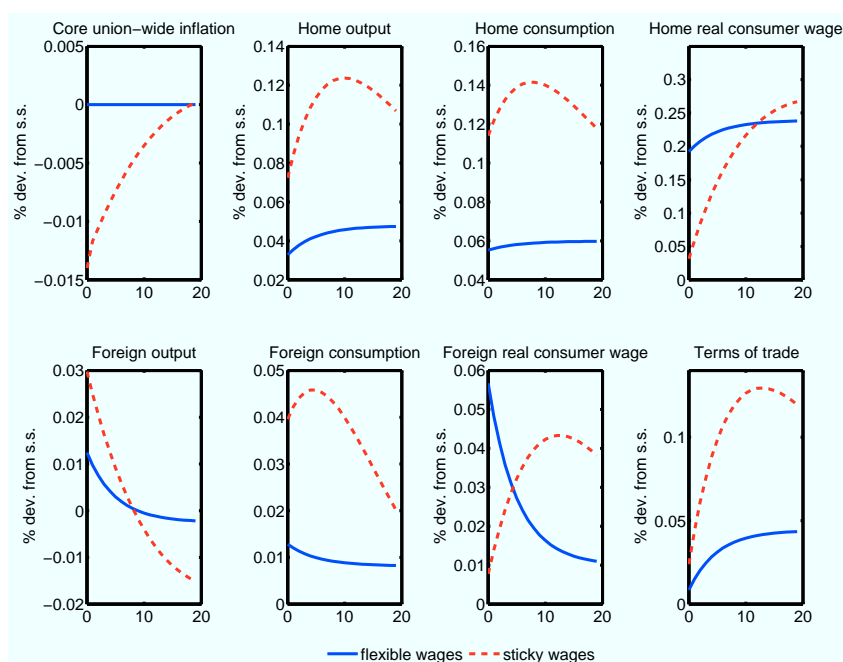 Core union−wide inflation
Home output
Home consumption
Home real consumer wage
% dev. from s.s.
0.005
0
−0.005
−0.01
−0.015
0 10 20
% dev. from s.s.
0.14
0.12
0.1
0.08
0.06
0.04
0.02
0 10 20
% dev. from s.s.
0.16
0.14
0.12
0.1
0.08
0.06
0.04
0 10 20
% dev. from s.s.
0.3
0.25
0.2
0.15
0.1
0.05
0
0 10 20
Foreign output
Foreign consumption
Foreign real consumer wage
Terms of trade
% dev. from s.s.
0.03
0.02
0.01
0
−0.01
−0.02
0 10 20
% dev. from s.s.
0.05
0.04
0.03
0.02
0.01
0
0 10 20
% dev. from s.s.
0.06
0.05
0.04
0.03
0.02
0.01
0
0 10 20
% dev. from s.s.
0.1
0.05
0
0 10 20
flexible wages
sticky wages